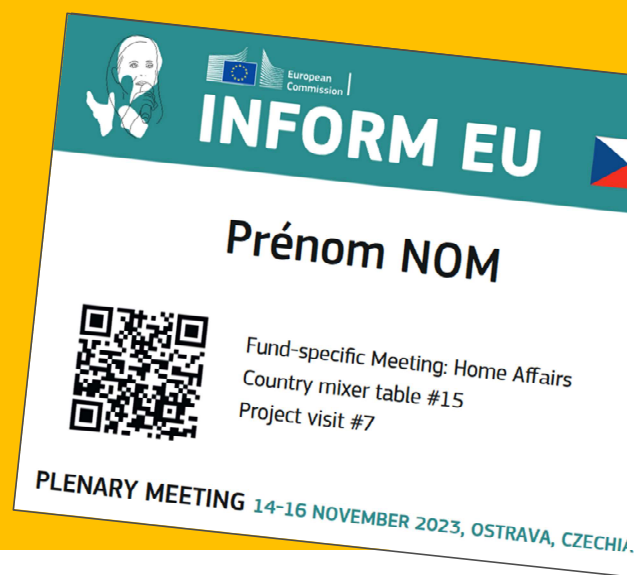 European
Commission
INFORM EU
Prénom NOM
Fund-specific Meeting: Home Affairs
Country mixer table #15
Project visit #7
PLENARY MEETING 14-16 NOVEMBER 2023, OSTRAVA, CZECHIA